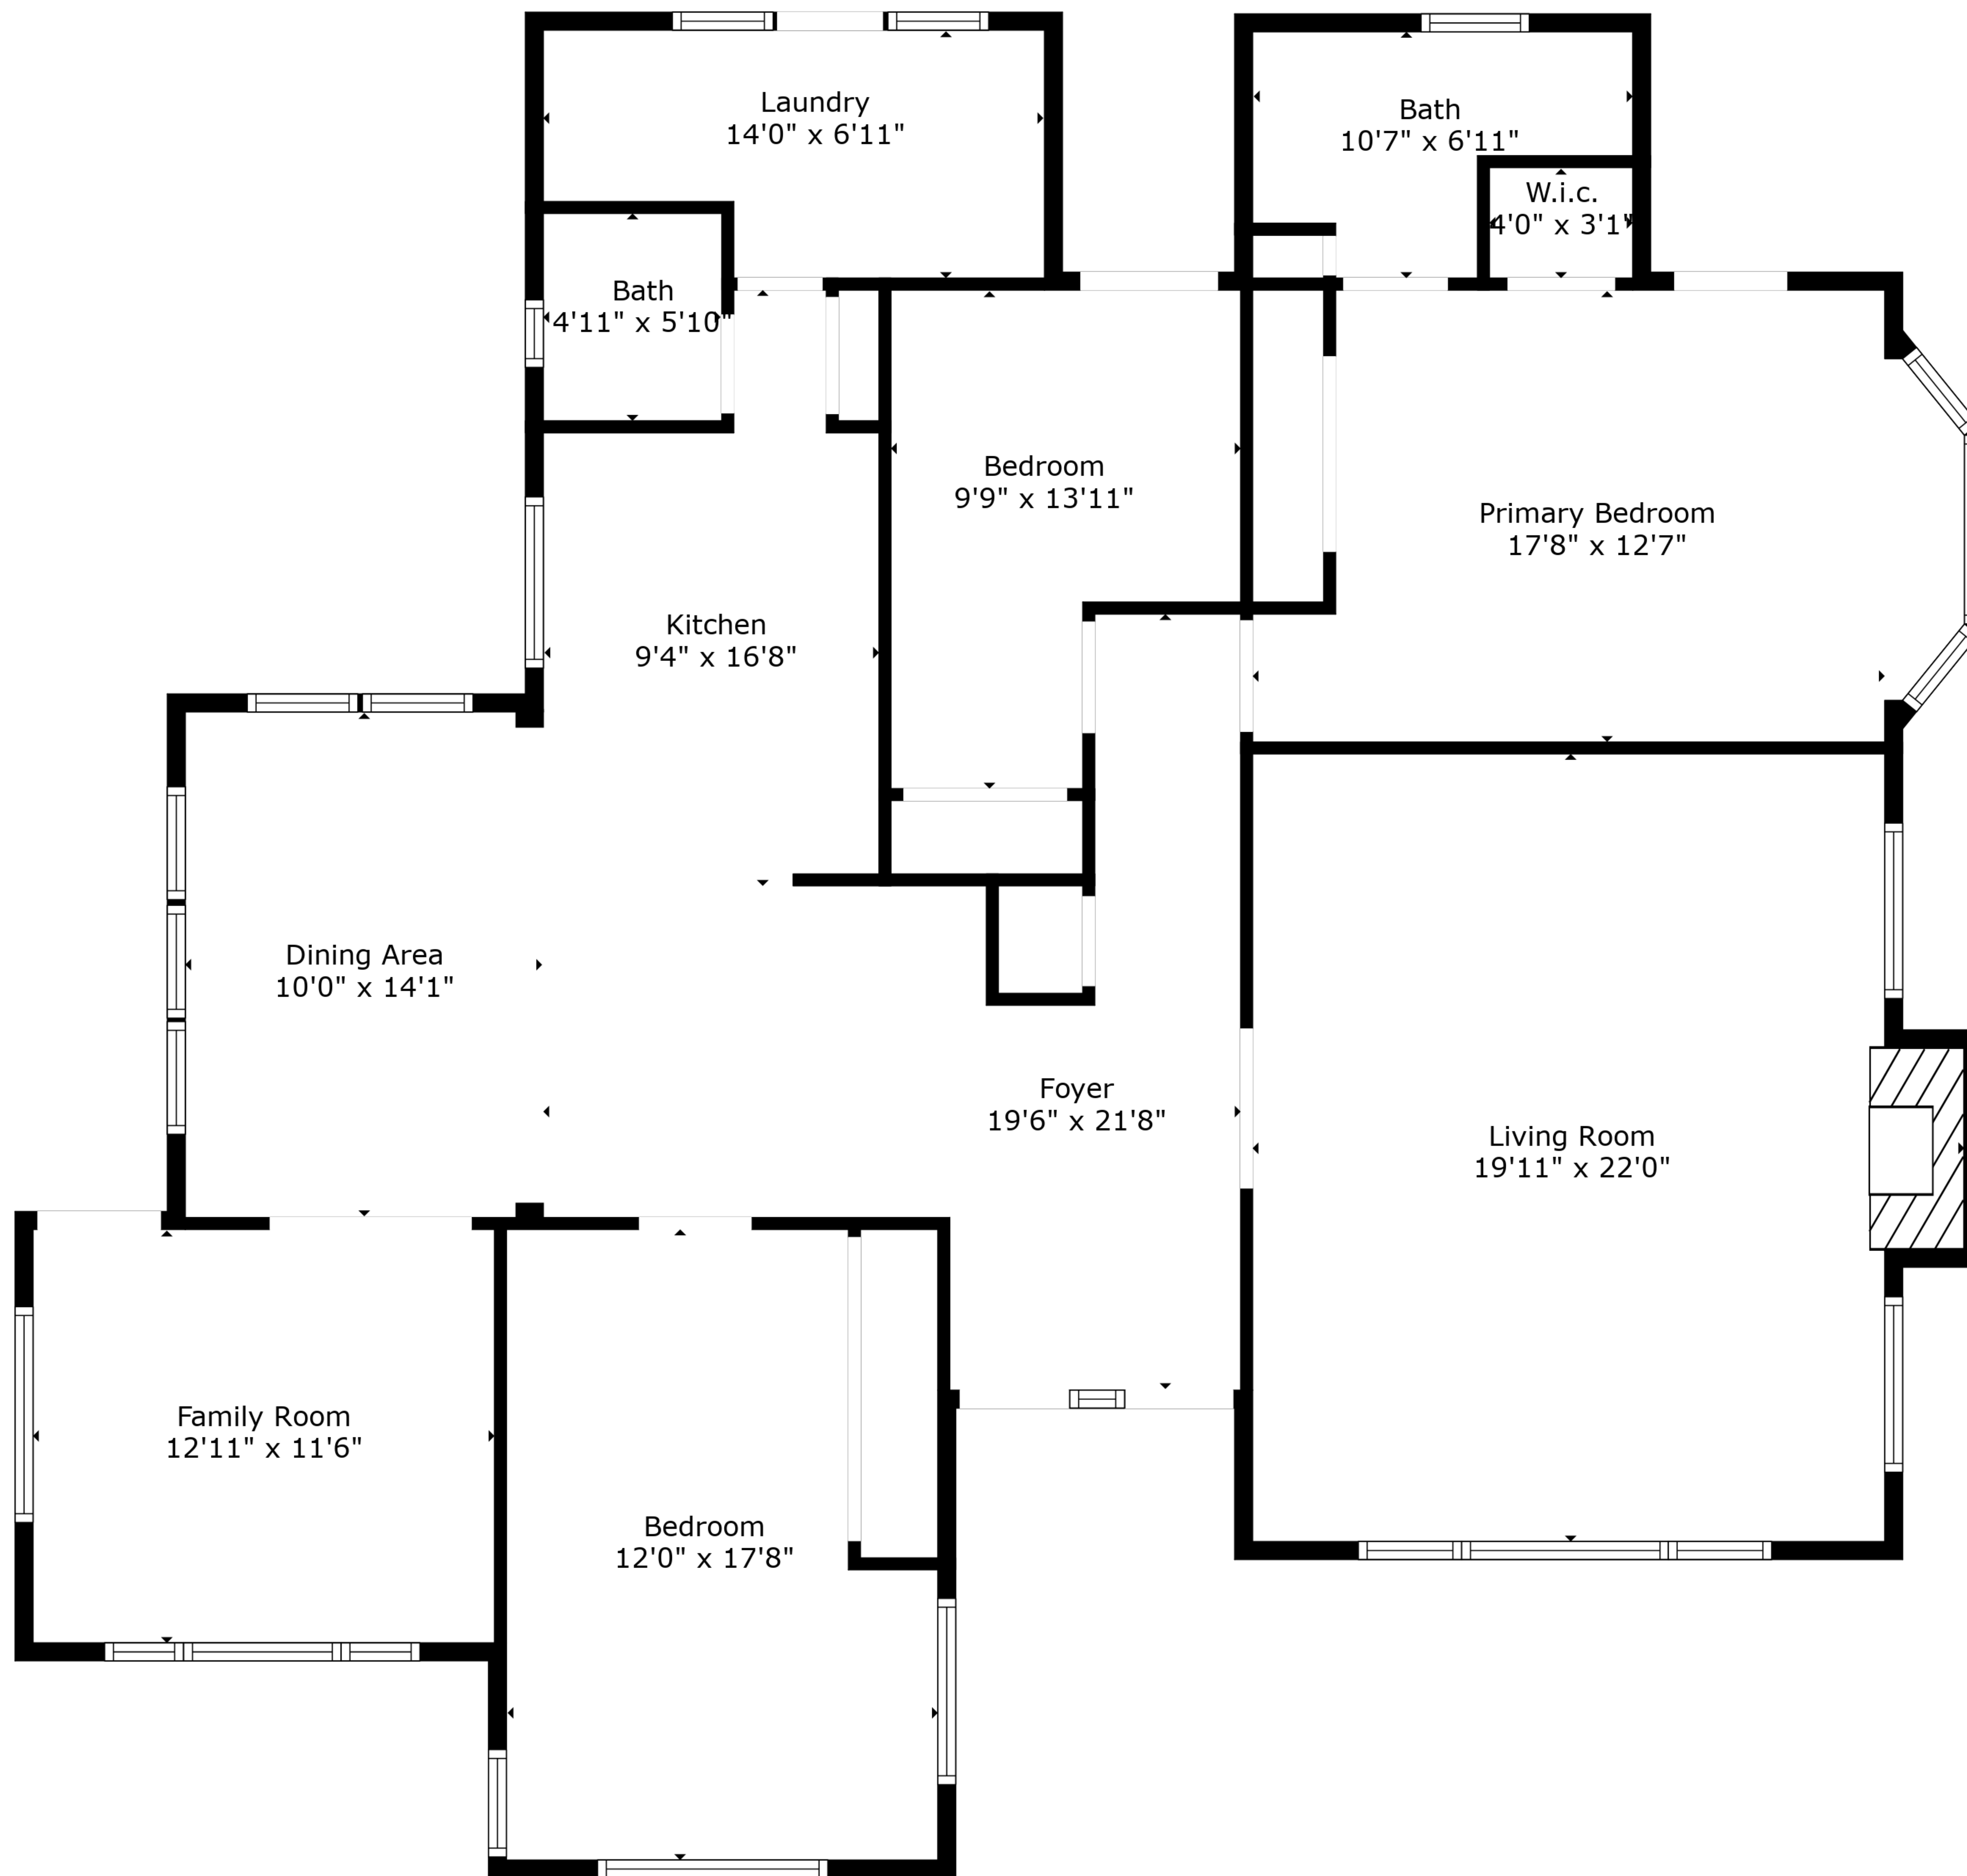 Laundry
14'0" x 6'11"
Bath
10'7" x 6'11"
W.i.c.
4'0" x 3'1"
Bath
4'11" x 5'10"
Bedroom
9'9" x 13'11"
Primary Bedroom
17'8" x 12'7"
Kitchen
9'4" x 16'8"
Dining Area
10'0" x 14'1"
Foyer
19'6" x 21'8"
Living Room
19'11" x 22'0"
Family Room
12'11" x 11'6"
Bedroom
12'0" x 17'8"